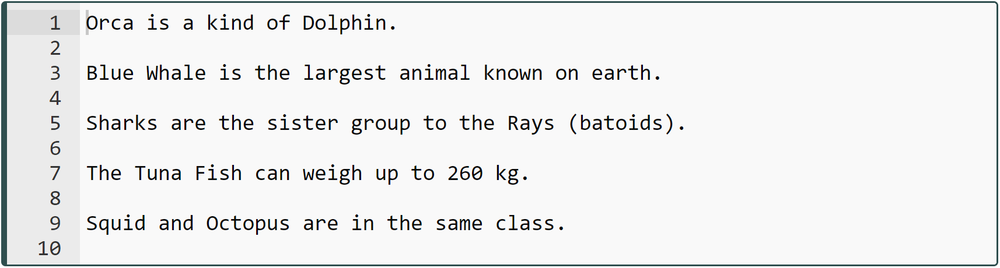 1 Orca is a kind of Dolphin.
2
3 Blue Whale is the largest animal known on earth.
4
5 Sharks are the sister group to the Rays (batoids).
6
7 The Tuna Fish can weigh up to 260 kg.
8
9 Squid and Octopus are in the same class.
10